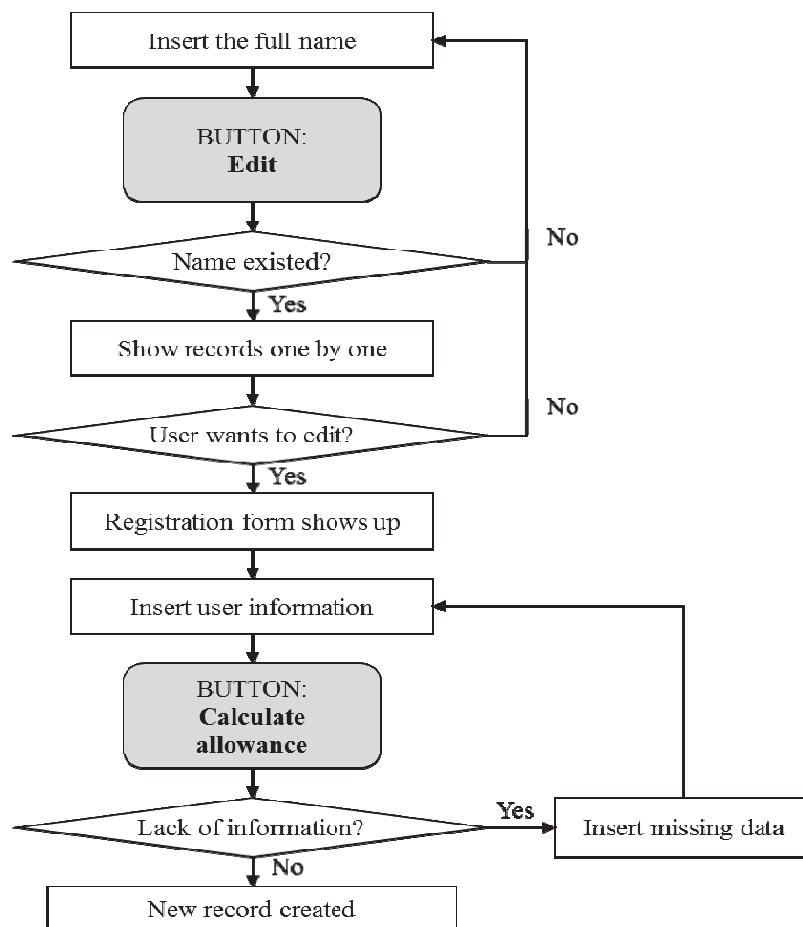 Insert the full name
BUTTON:
Edit
No
Name existed?
Yes
Show records one by one
No
User wants to edit?
Yes
Registration form shows up
Insert user information
BUTTON:
Calculate
allowance
Yes
Lack of information?
Insert missing data
No
New record created